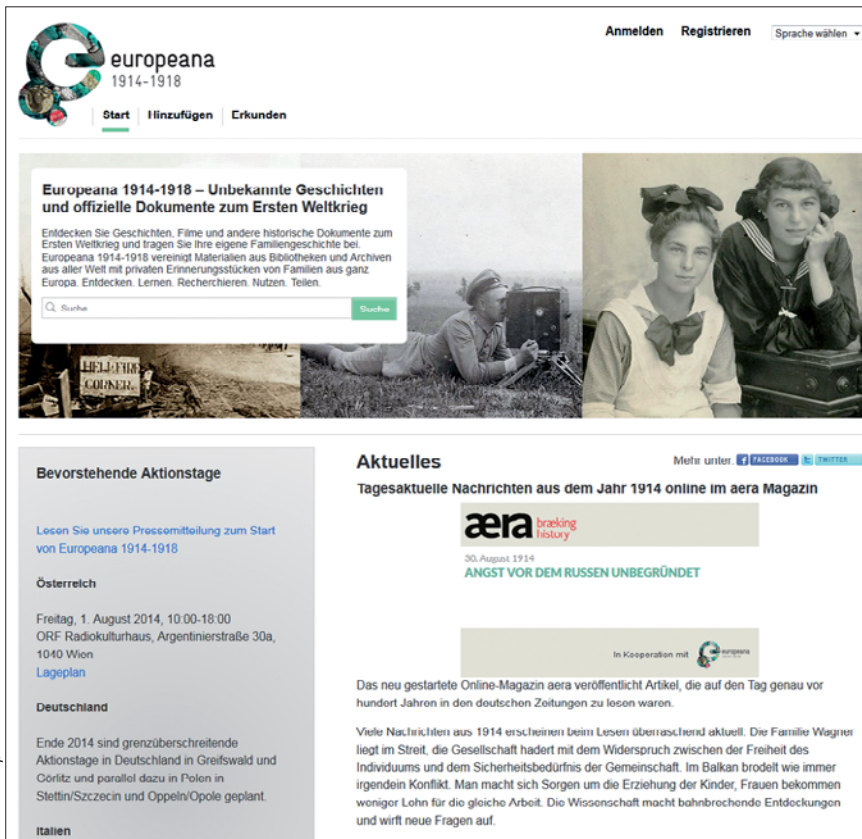 Anmelden Registrieren Sprache wählen
europeana
1914-1918
Start Hinzufügen Erkunden
Europeana 1914-1918 – Unbekannte Geschichten
und offizielle Dokumente zum Ersten Weltkrieg
Entdecken Sie Geschichten, Filme und andere historische Dokumente zum
Ersten Weltkrieg und tragen Sie Ihre eigene Familiengeschichte bei.
Europeana 1914-1918 vereinigt Materialien aus Bibliotheken und Archiven
aus aller Welt mit privaten Erinnerungsstücken von Familien aus ganz
Europa. Entdecken. Lernen. Recherchieren. Nutzen. Teilen.
Suche Suche
HELL FIRE
CORNER
Bevorstehende Aktionstage
Lesen Sie unsere Pressemitteilung zum Start
von Europeana 1914-1918
Österreich
Freitag, 1. August 2014, 10:00-18:00
ORF Radiokulturhaus, Argentinierstraße 30a,
1040 Wien
Lageplan
Deutschland
Ende 2014 sind grenzüberschreitende
Aktionstage in Deutschland in Greifswald und
Görlitz und parallel dazu in Polen in
Stettin/Szczecin und Oppeln/Opole geplant.
Italien
Aktuelles
Mehr unter: FACEBOOK TWITTER
Tagesaktuelle Nachrichten aus dem Jahr 1914 online im aera Magazin
æra bræking
history
30. August 1914
ANGST VOR DEM RUSSEN UNBEGRÜNDET
In Kooperation mit europeana
Das neu gestartete Online-Magazin aera veröffentlicht Artikel, die auf den Tag genau vor
hundert Jahren in den deutschen Zeitungen zu lesen waren.
Viele Nachrichten aus 1914 erscheinen beim Lesen überraschend aktuell. Die Familie Wagner
liegt im Streit, die Gesellschaft hadert mit dem Widerspruch zwischen der Freiheit des
Individuums und dem Sicherheitsbedürfnis der Gemeinschaft. Im Balkan brodelt wie immer
irgendein Konflikt. Man macht sich Sorgen um die Erziehung der Kinder, Frauen bekommen
weniger Lohn für die gleiche Arbeit. Die Wissenschaft macht bahnbrechende Entdeckungen
und wirft neue Fragen auf.